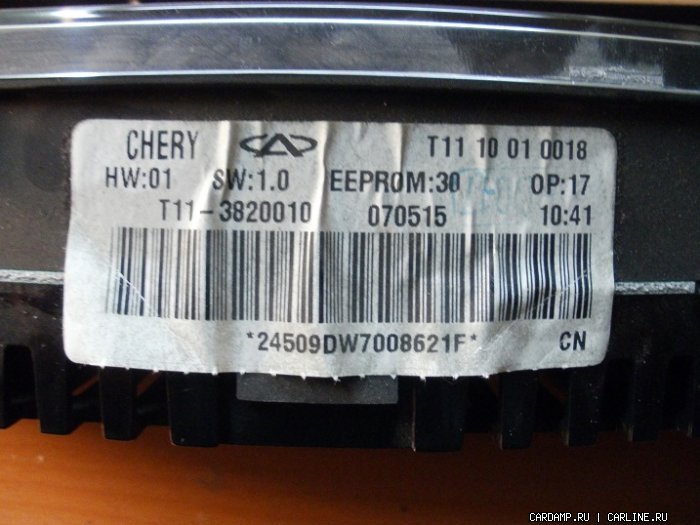 CHERY T11 10 01 0018
HW:01 SW:1.0 EEPROM:30 OP:17
T11-3820010 070515 10:41
*24509DW7008621F* CN
CARDAMP.RU | CARLINE.RU